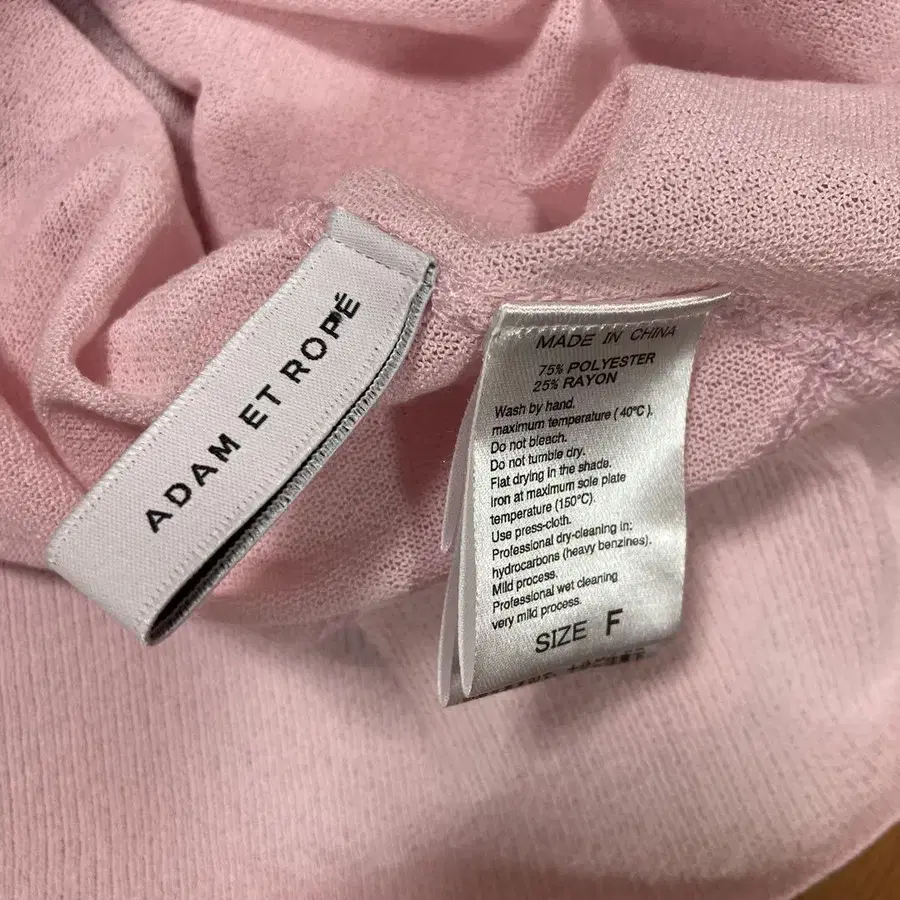 ADAM ET ROPÉ
MADE IN CHINA
75% POLYESTER
25% RAYON
Wash by hand.
maximum temperature ( 40°C ).
Do not bleach.
Do not tumble dry.
Flat drying in the shade.
Iron at maximum sole plate
temperature (150°C).
Use press-cloth.
Professional dry-cleaning in:
hydrocarbons (heavy benzines).
Mild process.
Professional wet cleaning
very mild process.
SIZE F